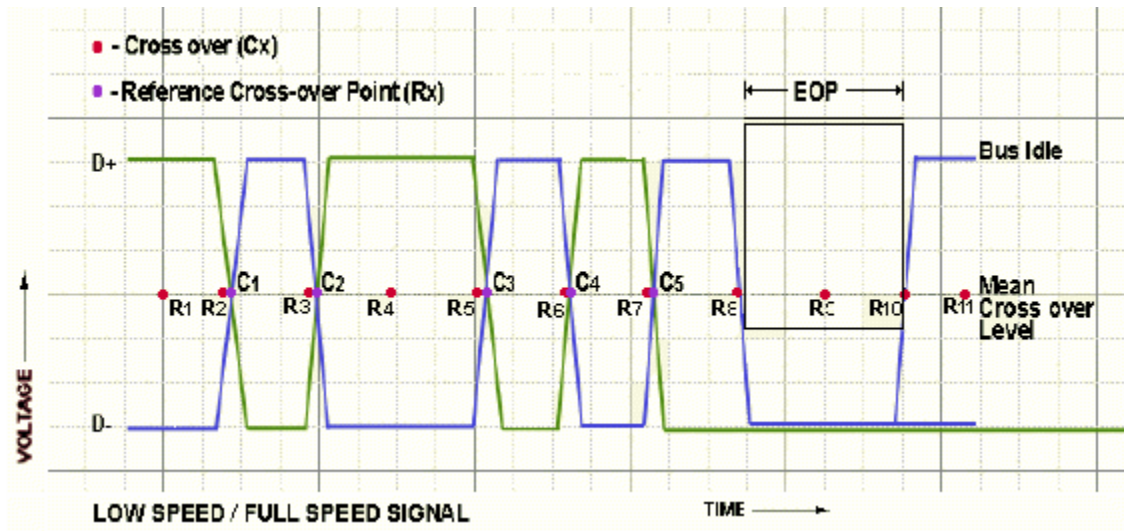 - Cross over (Cx)
- Reference Cross-over Point (Rx)
EOP
D+
Bus Idle
C1
C2
C3
C4
C5
R1
R2
R3
R4
R5
R6
R7
R8
R10
R11
Mean
Cross over
Level
D-
VOLTAGE
LOW SPEED / FULL SPEED SIGNAL
TIME